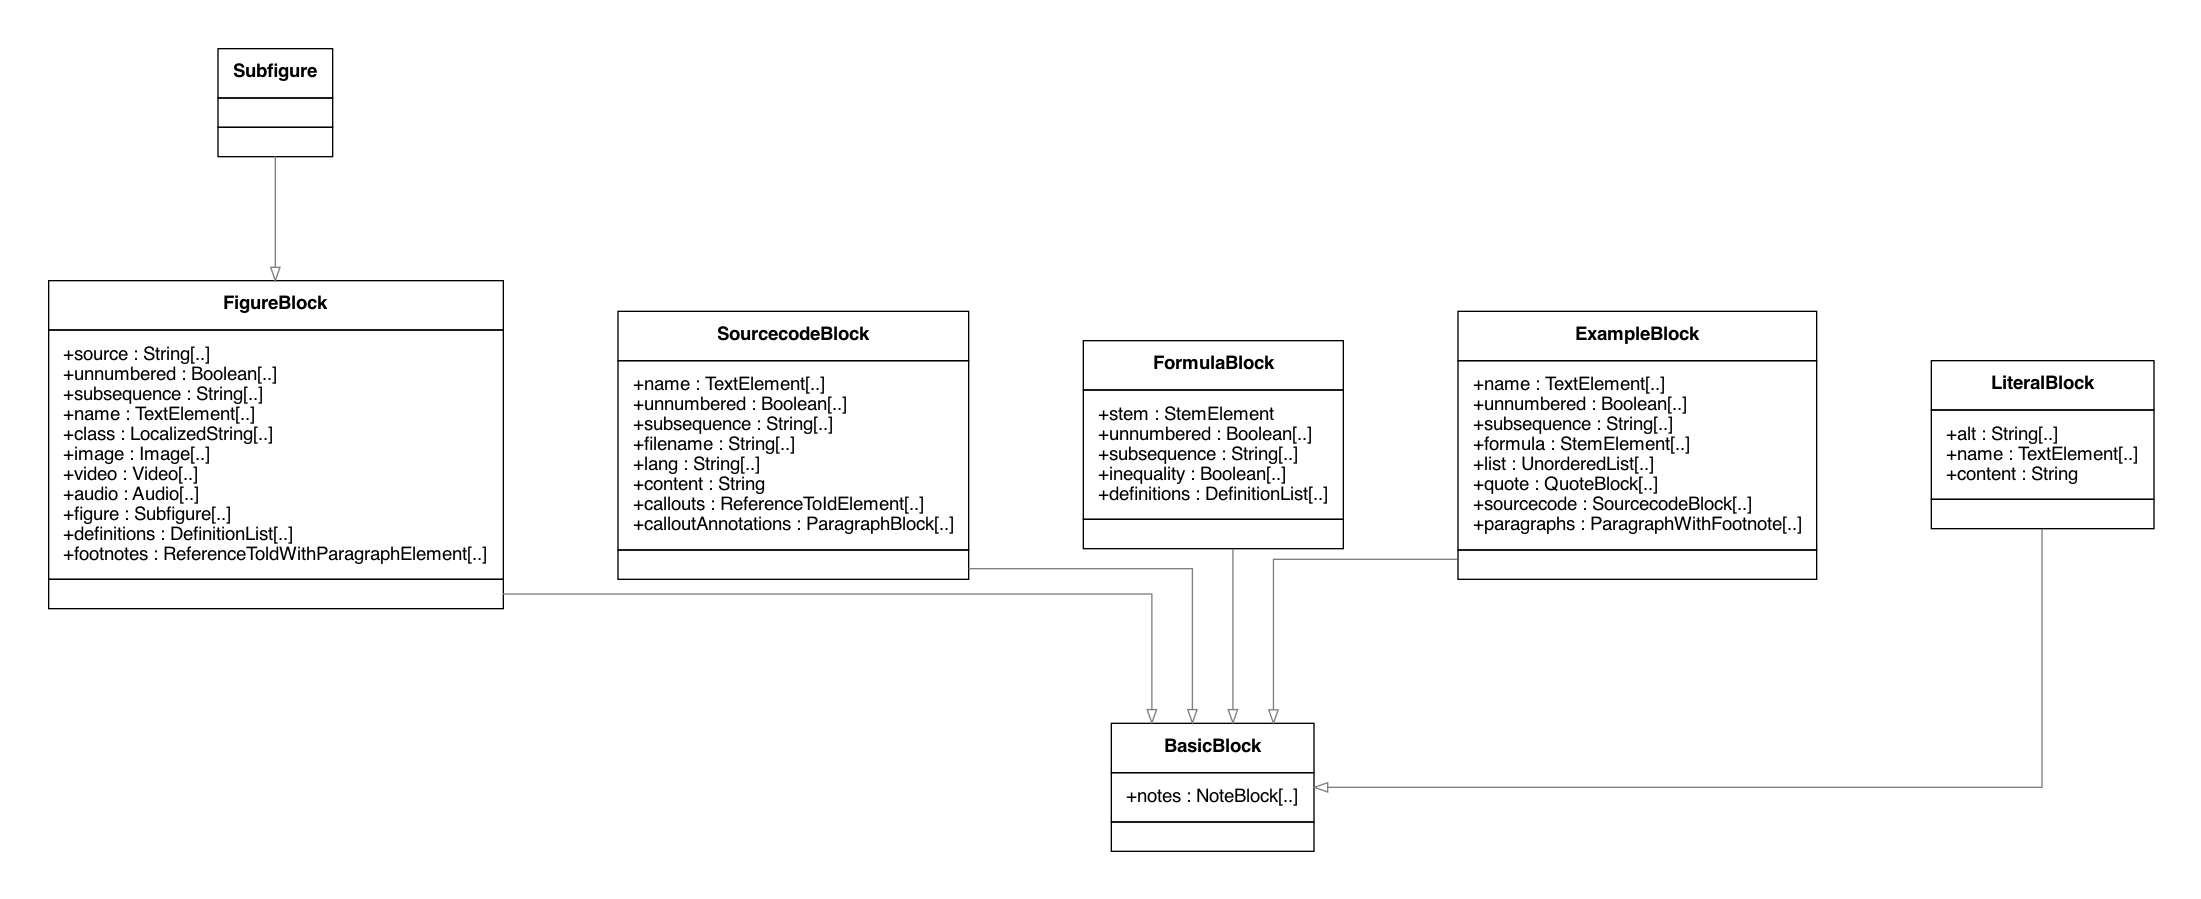 Subfigure
FigureBlock
+source : String[..]
+unnumbered : Boolean[..]
+subsequence : String[..]
+name : TextElement[..]
+class : LocalizedString[..]
+image : Image[..]
+video : Video[..]
+audio : Audio[..]
+figure : Subfigure[..]
+definitions : DefinitionList[..]
+footnotes : ReferenceToIdWithParagraphElement[..]
SourcecodeBlock
+name : TextElement[..]
+unnumbered : Boolean[..]
+subsequence : String[..]
+filename : String[..]
+lang : String[..]
+content : String
+callouts : ReferenceToIdElement[..]
+calloutAnnotations : ParagraphBlock[..]
FormulaBlock
+stem : StemElement
+unnumbered : Boolean[..]
+subsequence : String[..]
+inequality : Boolean[..]
+definitions : DefinitionList[..]
ExampleBlock
+name : TextElement[..]
+unnumbered : Boolean[..]
+subsequence : String[..]
+formula : StemElement[..]
+list : UnorderedList[..]
+quote : QuoteBlock[..]
+sourcecode : SourcecodeBlock[..]
+paragraphs : ParagraphWithFootnote[..]
LiteralBlock
+alt : String[..]
+name : TextElement[..]
+content : String
BasicBlock
+notes : NoteBlock[..]